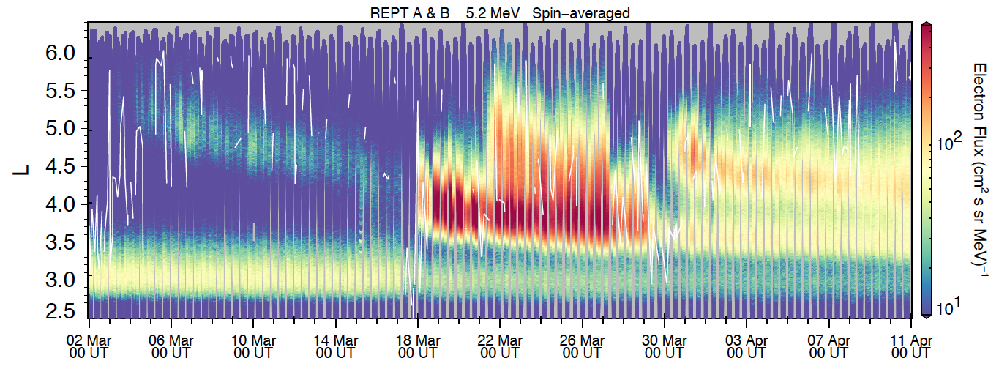 REPT A & B 5.2 MeV Spin−averaged
6.0
5.5
5.0
4.5
4.0
3.5
3.0
2.5
L
02 Mar 06 Mar 10 Mar 14 Mar 18 Mar 22 Mar 26 Mar 30 Mar 03 Apr 07 Apr 11 Apr
00 UT 00 UT 00 UT 00 UT 00 UT 00 UT 00 UT 00 UT 00 UT 00 UT 00 UT
10²
10¹
Electron Flux (cm² s sr MeV)⁻¹